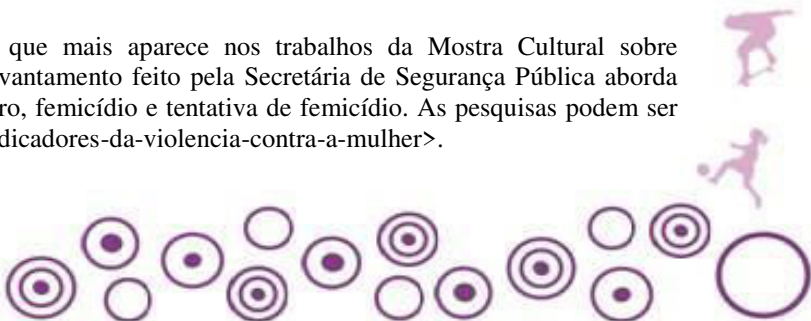 que mais aparece nos trabalhos da Mostra Cultural sobre
vantamento feito pela Secretária de Segurança Pública aborda
ro, femicídio e tentativa de femicídio. As pesquisas podem ser
dicadores-da-violencia-contra-a-mulher>.